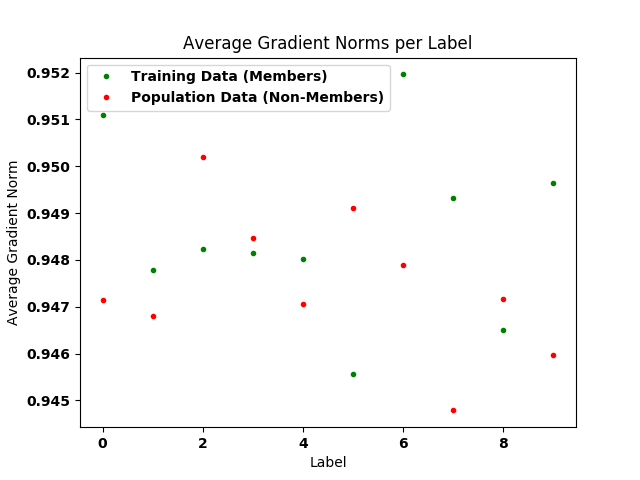 Average Gradient Norms per Label
Training Data (Members)
Population Data (Non-Members)
0.952
0.951
0.950
0.949
0.948
0.947
0.946
0.945
Average Gradient Norm
0 2 4 6 8
Label